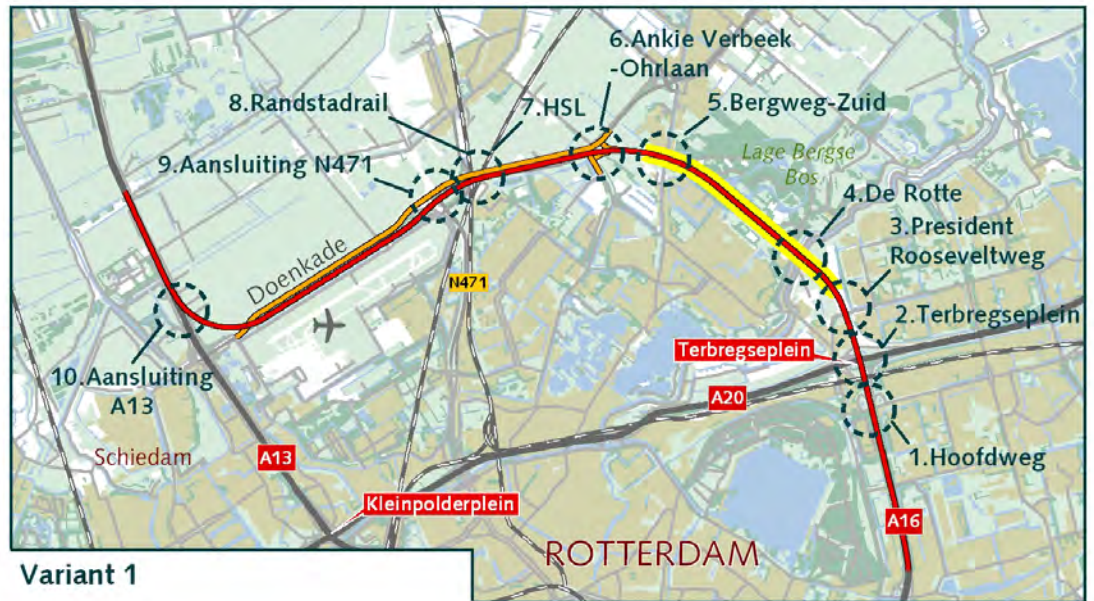 6.Ankie Verbeek
-Ohrlaan
8.Randstadrail
7.HSL
5.Bergweg-Zuid
9.Aansluiting N471
Lage Bergse
Bos
4.De Rotte
3.President
Rooseveltweg
Doenkade
N471
2.Terbregseplein
Terbregseplein
10.Aansluiting
A13
A20
Schiedam
A13
1.Hoofdweg
Kleinpolderplein
A16
ROTTERDAM
Variant 1